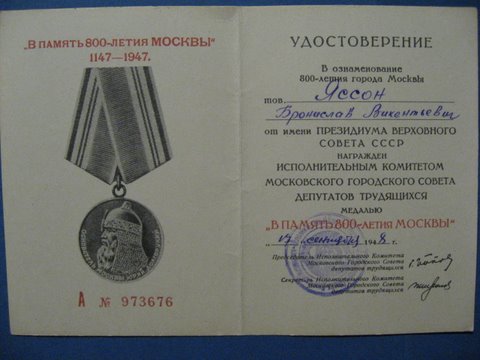 „В ПАМЯТЬ 800-ЛЕТИЯ МОСКВЫ"
1147—1947.
А № 973676
УДОСТОВЕРЕНИЕ
В ознаменование
800-летия города Москвы
тов. Яссон
Бронислав Викентьевич
от имени ПРЕЗИДИУМА ВЕРХОВНОГО
СОВЕТА СССР
НАГРАЖДЕН
ИСПОЛНИТЕЛЬНЫМ КОМИТЕТОМ
МОСКОВСКОГО ГОРОДСКОГО СОВЕТА
ДЕПУТАТОВ ТРУДЯЩИХСЯ
МЕДАЛЬЮ
"В ПАМЯТЬ 800-ЛЕТИЯ МОСКВЫ"
сентября 1948 г.
Председатель Исполнительного Комитета
Московского Городского Совета
депутатов трудящихся
Секретарь Исполнительного Комитета
Московского Городского Совета
депутатов трудящихся